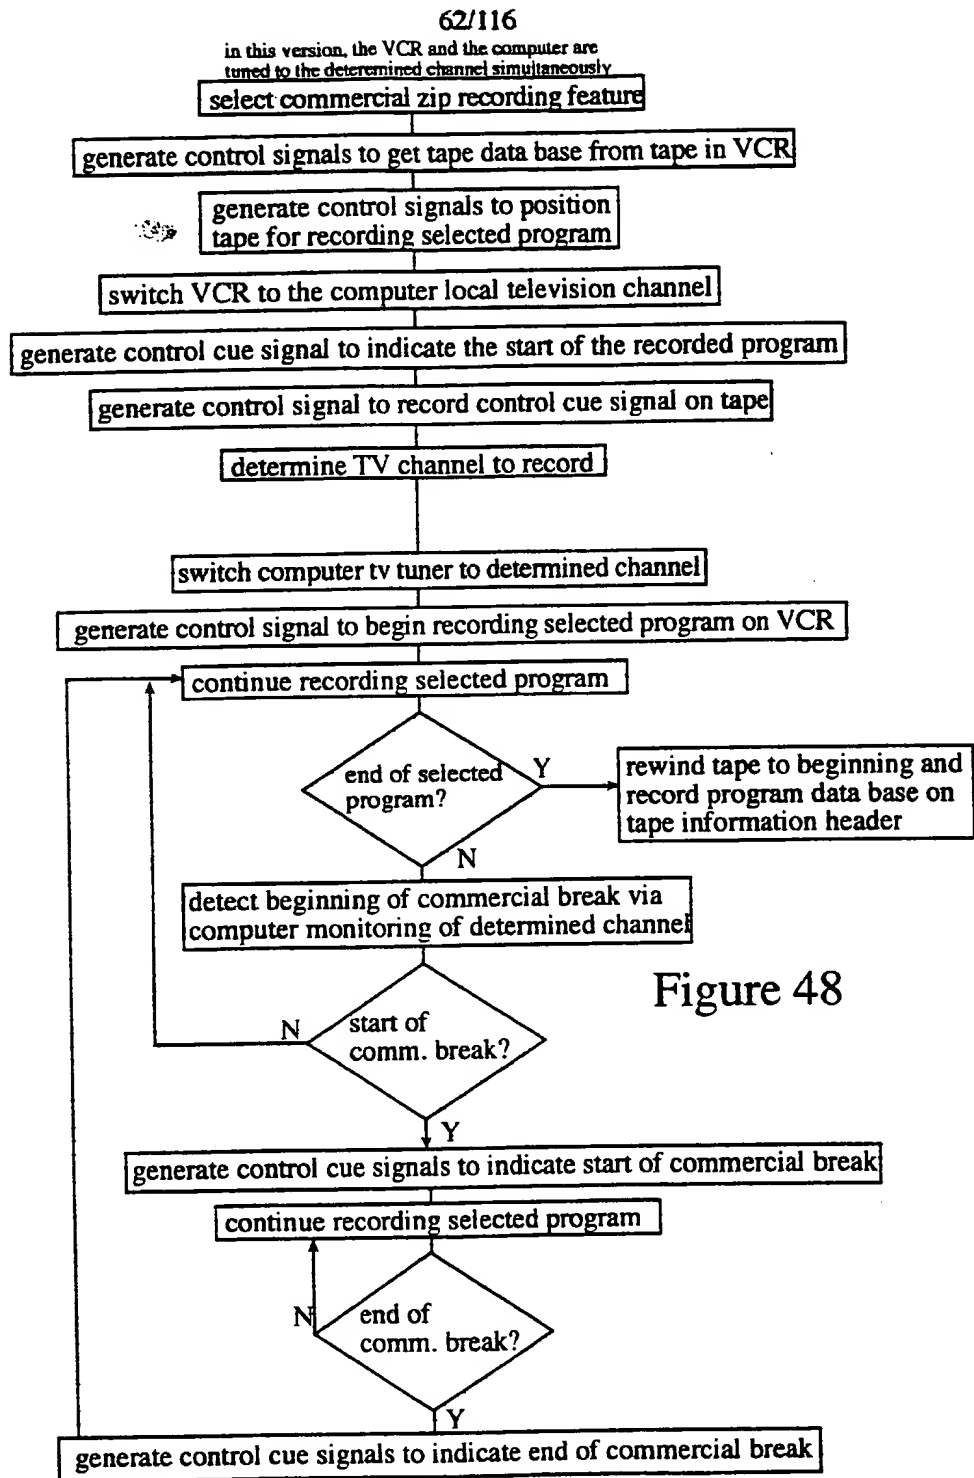 62/116
in this version, the VCR and the computer are
tuned to the deteremined channel simultaneously
select commercial zip recording feature
generate control signals to get tape data base from tape in VCR
generate control signals to position
tape for recording selected program
switch VCR to the computer local television channel
generate control cue signal to indicate the start of the recorded program
generate control signal to record control cue signal on tape
determine TV channel to record
switch computer tv tuner to determined channel
generate control signal to begin recording selected program on VCR
continue recording selected program
end of selected
program?
Y
rewind tape to beginning and
record program data base on
tape information header
N
detect beginning of commercial break via
computer monitoring of determined channel
Figure 48
N
start of
comm. break?
Y
generate control cue signals to indicate start of commercial break
continue recording selected program
N
end of
comm. break?
Y
generate control cue signals to indicate end of commercial break